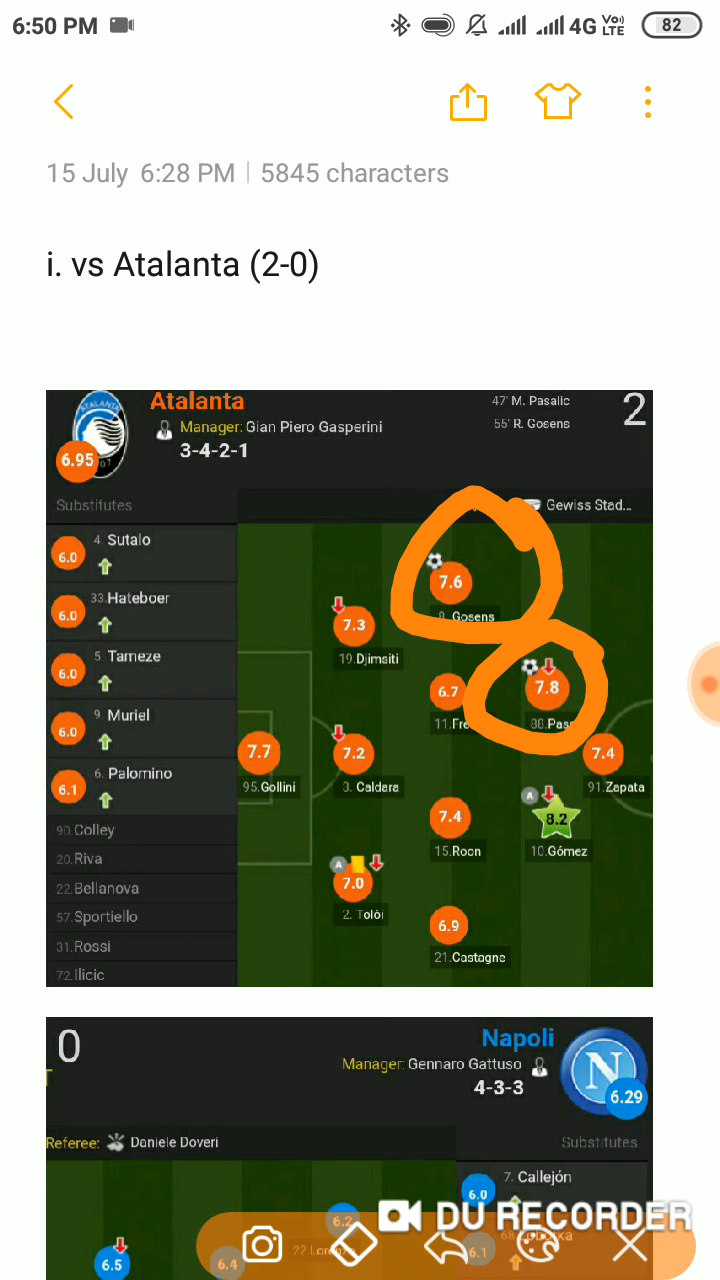 6:50 PM
4G Vo)) LTE 82
15 July 6:28 PM | 5845 characters
i. vs Atalanta (2-0)
Atalanta
47' M. Pasalic
2
Manager: Gian Piero Gasperini
55' R. Gosens
3-4-2-1
6.95
Substitutes
Gewiss Stad...
4. Sutalo
6.0
33.Hateboer
6.0
5. Tameze
6.0
9. Muriel
6.0
6. Palomino
6.1
90.Colley
20.Riva
22.Bellanova
57.Sportiello
31.Rossi
72.Ilicic
7.6
Gosens
7.3
19.Djimsiti
6.7
11.Fre
7.8
88.Pas
7.7
95.Gollini
7.2
3. Caldara
7.4
91.Zapata
7.4
15.Roon
A
8.2
10.Gómez
A
7.0
2. Tolói
6.9
21.Castagne
0
Napoli
Manager: Gennaro Gattuso
4-3-3
N
6.29
Referee: Daniele Doveri
Substitutes
7. Callejón
6.0
6.2
DU RECORDER
6.5
6.4
6.1